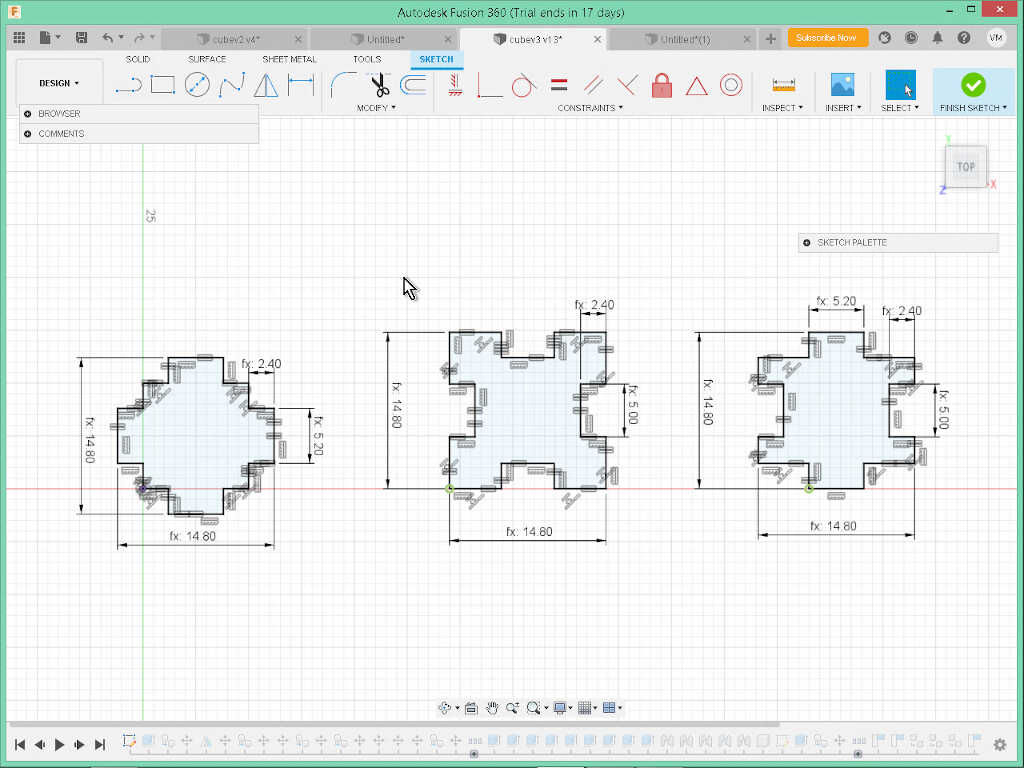 Autodesk Fusion 360 (Trial ends in 17 days)
cubev2 v4*
Untitled*
cubev3 v13*
Untitled*(1)
Subscribe Now
VM
SOLID
SURFACE
SHEET METAL
TOOLS
SKETCH
DESIGN
MODIFY
CONSTRAINTS
INSPECT
INSERT
SELECT
FINISH SKETCH
BROWSER
COMMENTS
Y
TOP
Z
X
25
SKETCH PALETTE
fx: 2.40
fx: 14.80
fx: 5.20
fx: 14.80
fx: 2.40
fx: 14.80
fx: 5.00
fx: 14.80
fx: 5.20
fx: 2.40
fx: 14.80
fx: 5.00
fx: 14.80